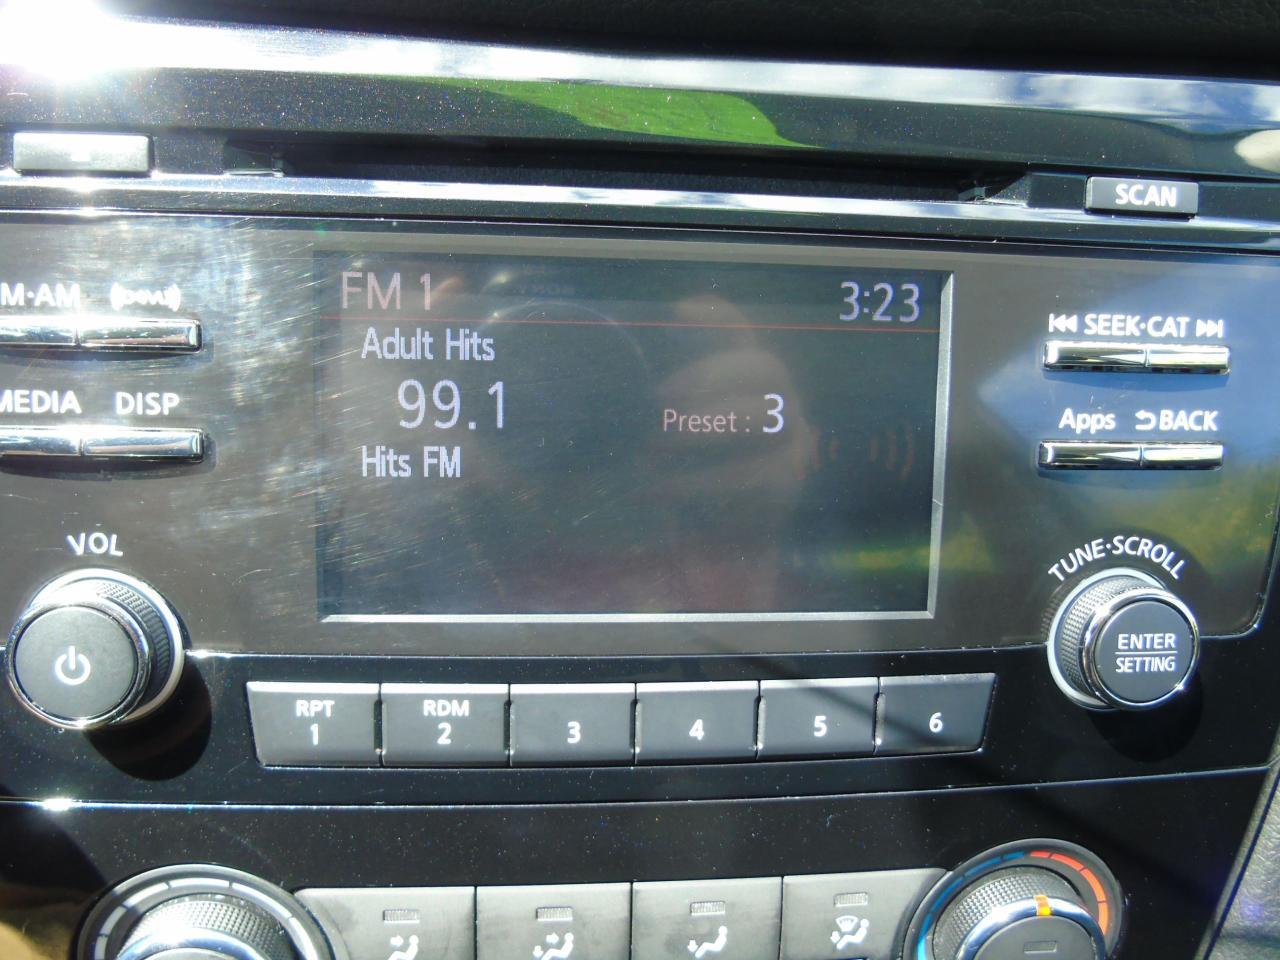 SCAN
M·AM
MEDIA DISP
VOL
FM 1 3:23
Adult Hits
99.1
Preset : 3
Hits FM
SEEK·CAT
Apps BACK
TUNE·SCROLL
ENTER
SETTING
RPT
1
RDM
2
3
4
5
6